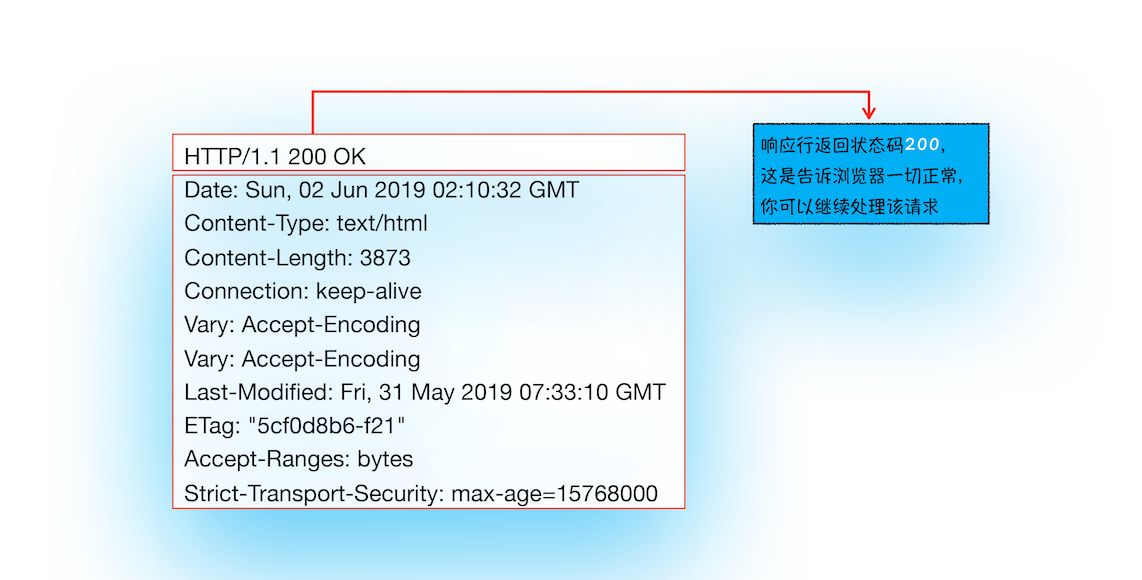 HTTP/1.1 200 OK
响应行返回状态码200,
这是告诉浏览器一切正常,
你可以继续处理该请求
Date: Sun, 02 Jun 2019 02:10:32 GMT
Content-Type: text/html
Content-Length: 3873
Connection: keep-alive
Vary: Accept-Encoding
Vary: Accept-Encoding
Last-Modified: Fri, 31 May 2019 07:33:10 GMT
ETag: "5cf0d8b6-f21"
Accept-Ranges: bytes
Strict-Transport-Security: max-age=15768000